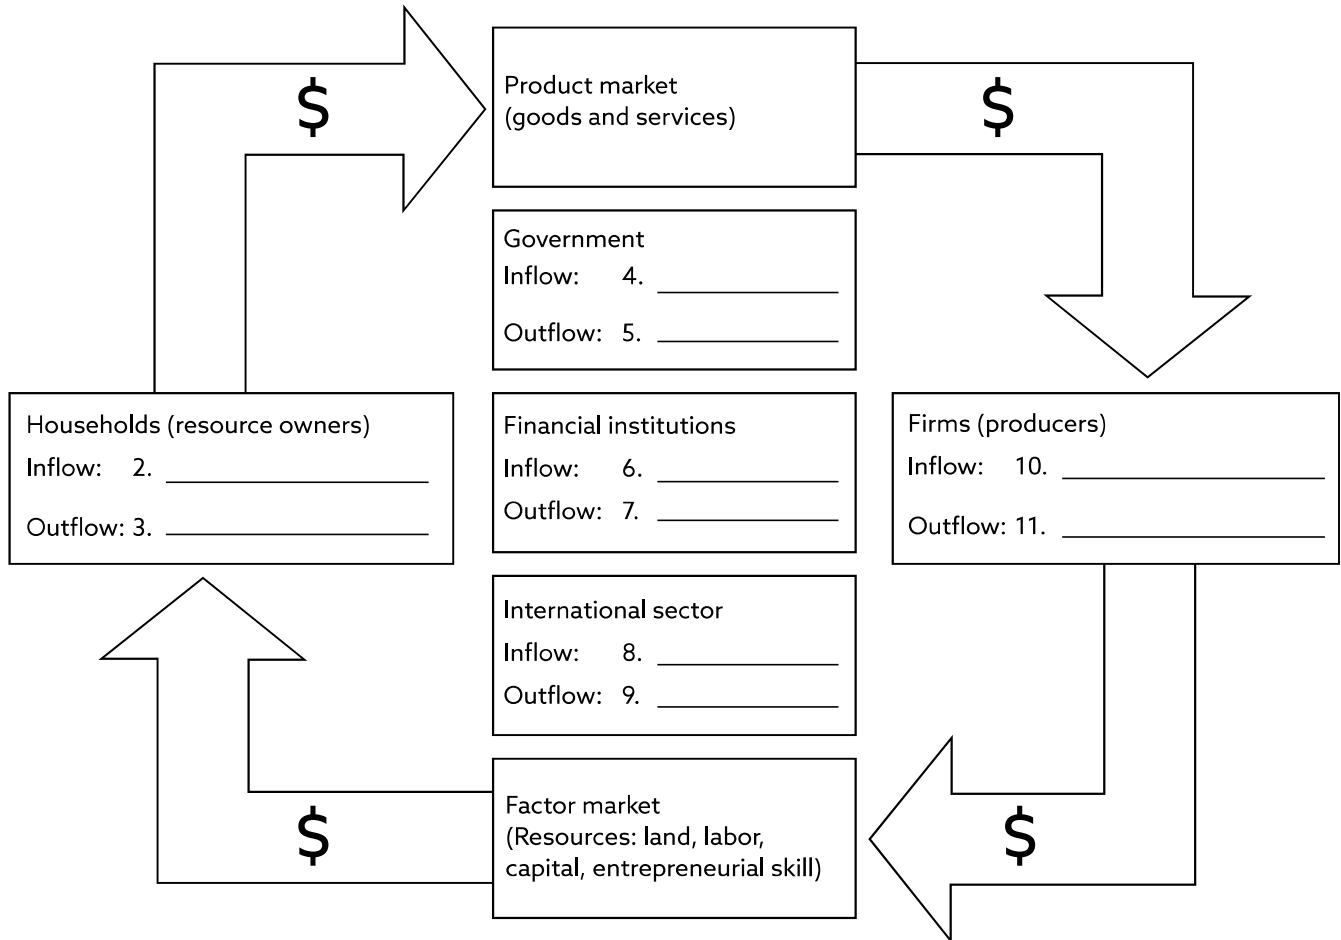 $
$
Product market
(goods and services)
Government
Inflow: 4.
Outflow: 5.
Households (resource owners)
Inflow: 2.
Outflow: 3.
Financial institutions
Inflow: 6.
Outflow: 7.
Firms (producers)
Inflow: 10.
Outflow: 11.
International sector
Inflow: 8.
Outflow: 9.
$
Factor market
(Resources: land, labor,
capital, entrepreneurial skill)
$